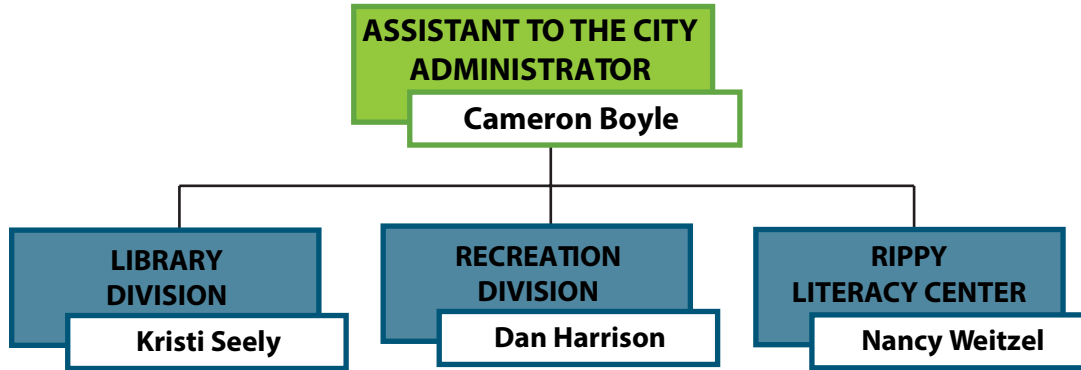 ASSISTANT TO THE CITY
ADMINISTRATOR
Cameron Boyle
LIBRARY
DIVISION
Kristi Seely
RECREATION
DIVISION
Dan Harrison
RIPPY
LITERACY CENTER
Nancy Weitzel